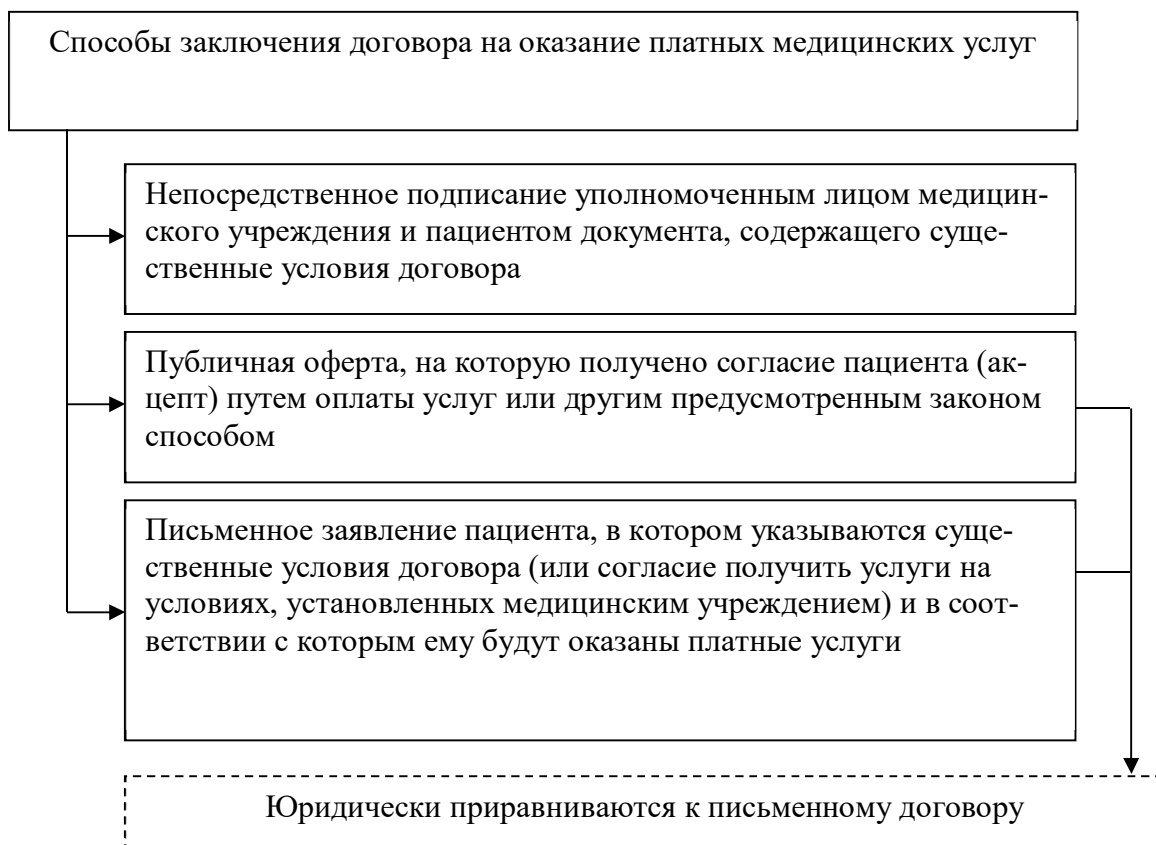 Способы заключения договора на оказание платных медицинских услуг
Непосредственное подписание уполномоченным лицом медицин-
ского учреждения и пациентом документа, содержащего суще-
ственные условия договора
Публичная оферта, на которую получено согласие пациента (ак-
цепт) путем оплаты услуг или другим предусмотренным законом
способом
Письменное заявление пациента, в котором указываются суще-
ственные условия договора (или согласие получить услуги на
условиях, установленных медицинским учреждением) и в соот-
ветствии с которым ему будут оказаны платные услуги
Юридически приравниваются к письменному договору